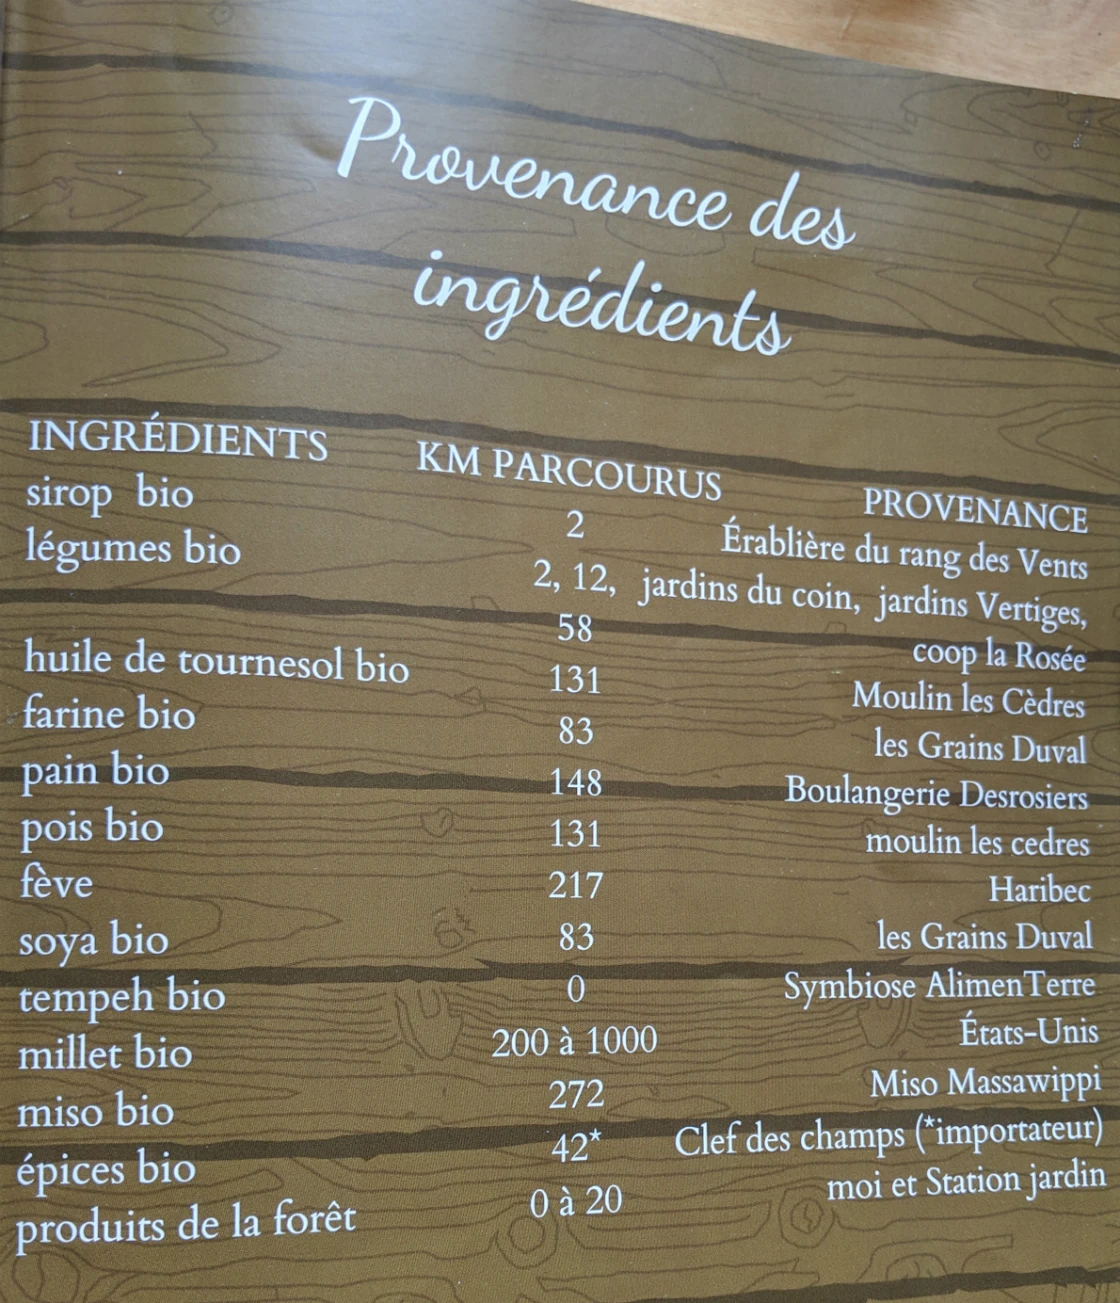 Provenance des
ingrédients
INGRÉDIENTS KM PARCOURUS PROVENANCE
sirop bio 2 Érablière du rang des Vents
légumes bio 2, 12, jardins du coin, jardins Vertiges,
58 coop la Rosée
huile de tournesol bio 131 Moulin les Cèdres
farine bio 83 les Grains Duval
pain bio 148 Boulangerie Desrosiers
pois bio 131 moulin les cedres
fève 217 Haribec
soya bio 83 les Grains Duval
tempeh bio 0 Symbiose AlimenTerre
millet bio 200 à 1000 États-Unis
miso bio 272 Miso Massawippi
épices bio 42* Clef des champs (*importateur)
produits de la forêt 0 à 20 moi et Station jardin